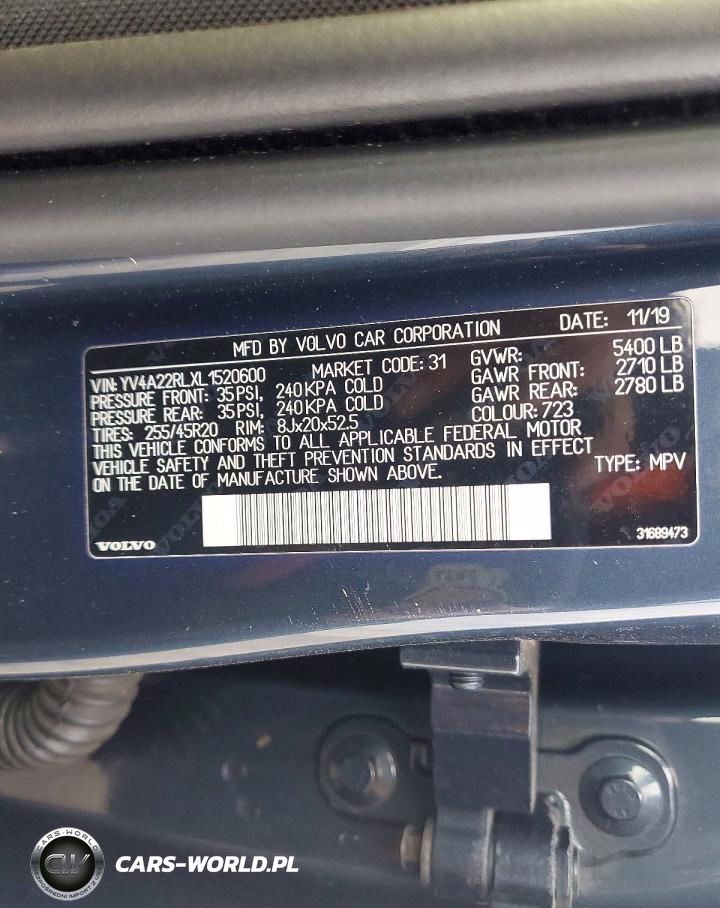 MFD BY VOLVO CAR CORPORATION DATE: 11/19
VIN: YV4A22RLXL1520600 MARKET CODE: 31 GVWR: 5400 LB
PRESSURE FRONT: 35PSI, 240KPA COLD GAWR FRONT: 2710 LB
PRESSURE REAR: 35PSI, 240KPA COLD GAWR REAR: 2780 LB
TIRES: 255/45R20 RIM: 8Jx20x52.5 COLOUR: 723
THIS VEHICLE CONFORMS TO ALL APPLICABLE FEDERAL MOTOR
VEHICLE SAFETY AND THEFT PREVENTION STANDARDS IN EFFECT
ON THE DATE OF MANUFACTURE SHOWN ABOVE. TYPE: MPV
VOLVO 31689473
CARS-WORLD
CW
CARS-WORLD.PL